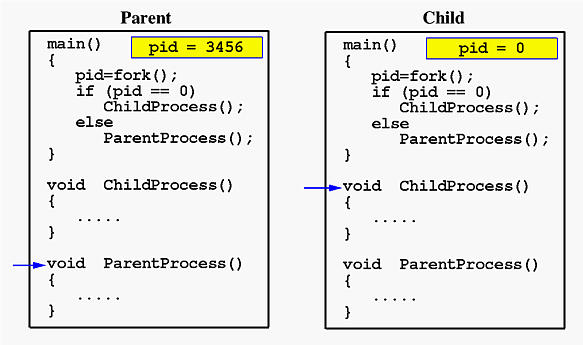 Parent
main()
pid = 3456
{
pid=fork();
if (pid == 0)
ChildProcess();
else
ParentProcess();
}
void ChildProcess()
{
.....
}
void ParentProcess()
{
.....
}
Child
main()
pid = 0
{
pid=fork();
if (pid == 0)
ChildProcess();
else
ParentProcess();
}
void ChildProcess()
{
.....
}
void ParentProcess()
{
.....
}